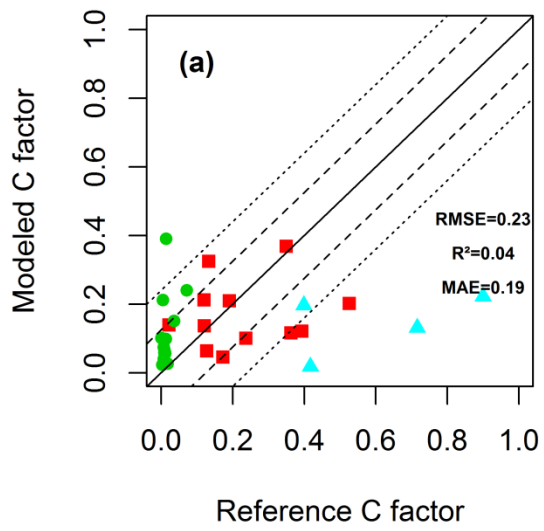 (a)
Modeled C factor
1.0
0.8
0.6
0.4
0.2
0.0
RMSE=0.23
R²=0.04
MAE=0.19
0.0 0.2 0.4 0.6 0.8 1.0
Reference C factor